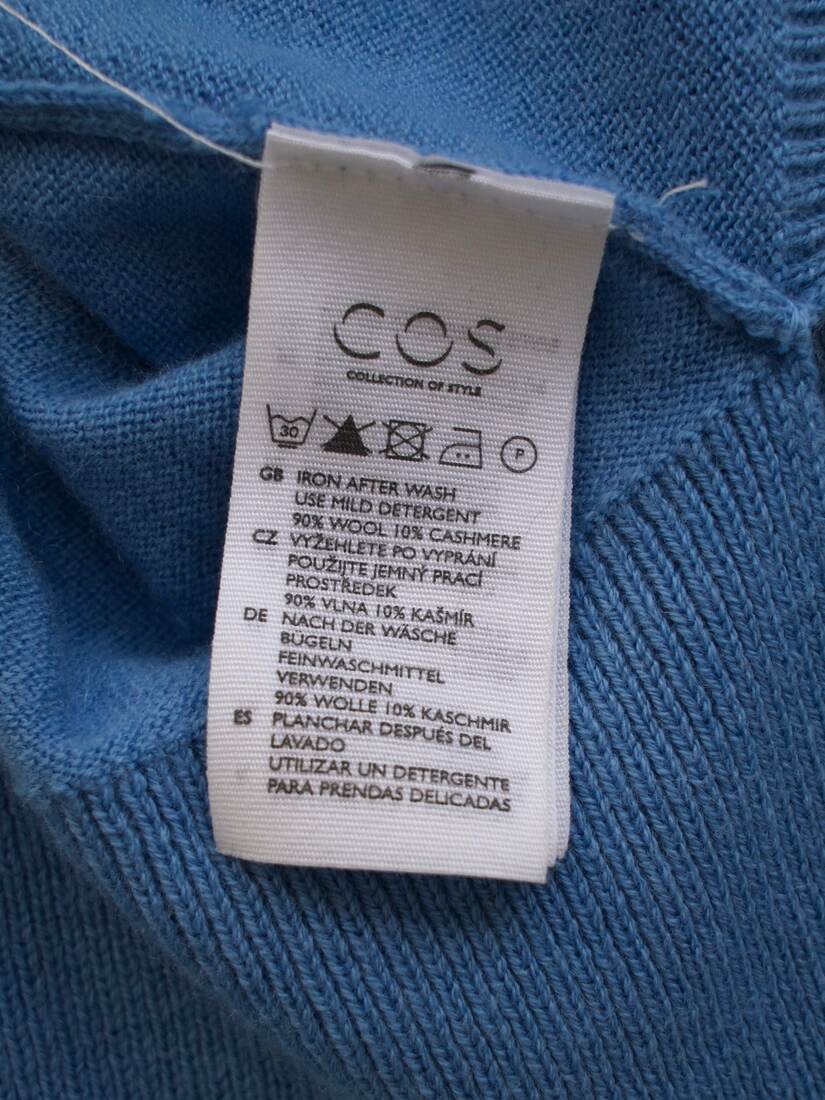 COS
COLLECTION OF STYLE
30
P
GB IRON AFTER WASH
USE MILD DETERGENT
90% WOOL 10% CASHMERE
CZ VYŽEHLETE PO VYPRÁNÍ
POUŽIJTE JEMNÝ PRACÍ
PROSTŘEDEK
90% VLNA 10% KAŠMÍR
DE NACH DER WÄSCHE
BÜGELN
FEINWASCHMITTEL
VERWENDEN
90% WOLLE 10% KASCHMIR
ES PLANCHAR DESPUÉS DEL
LAVADO
UTILIZAR UN DETERGENTE
PARA PRENDAS DELICADAS